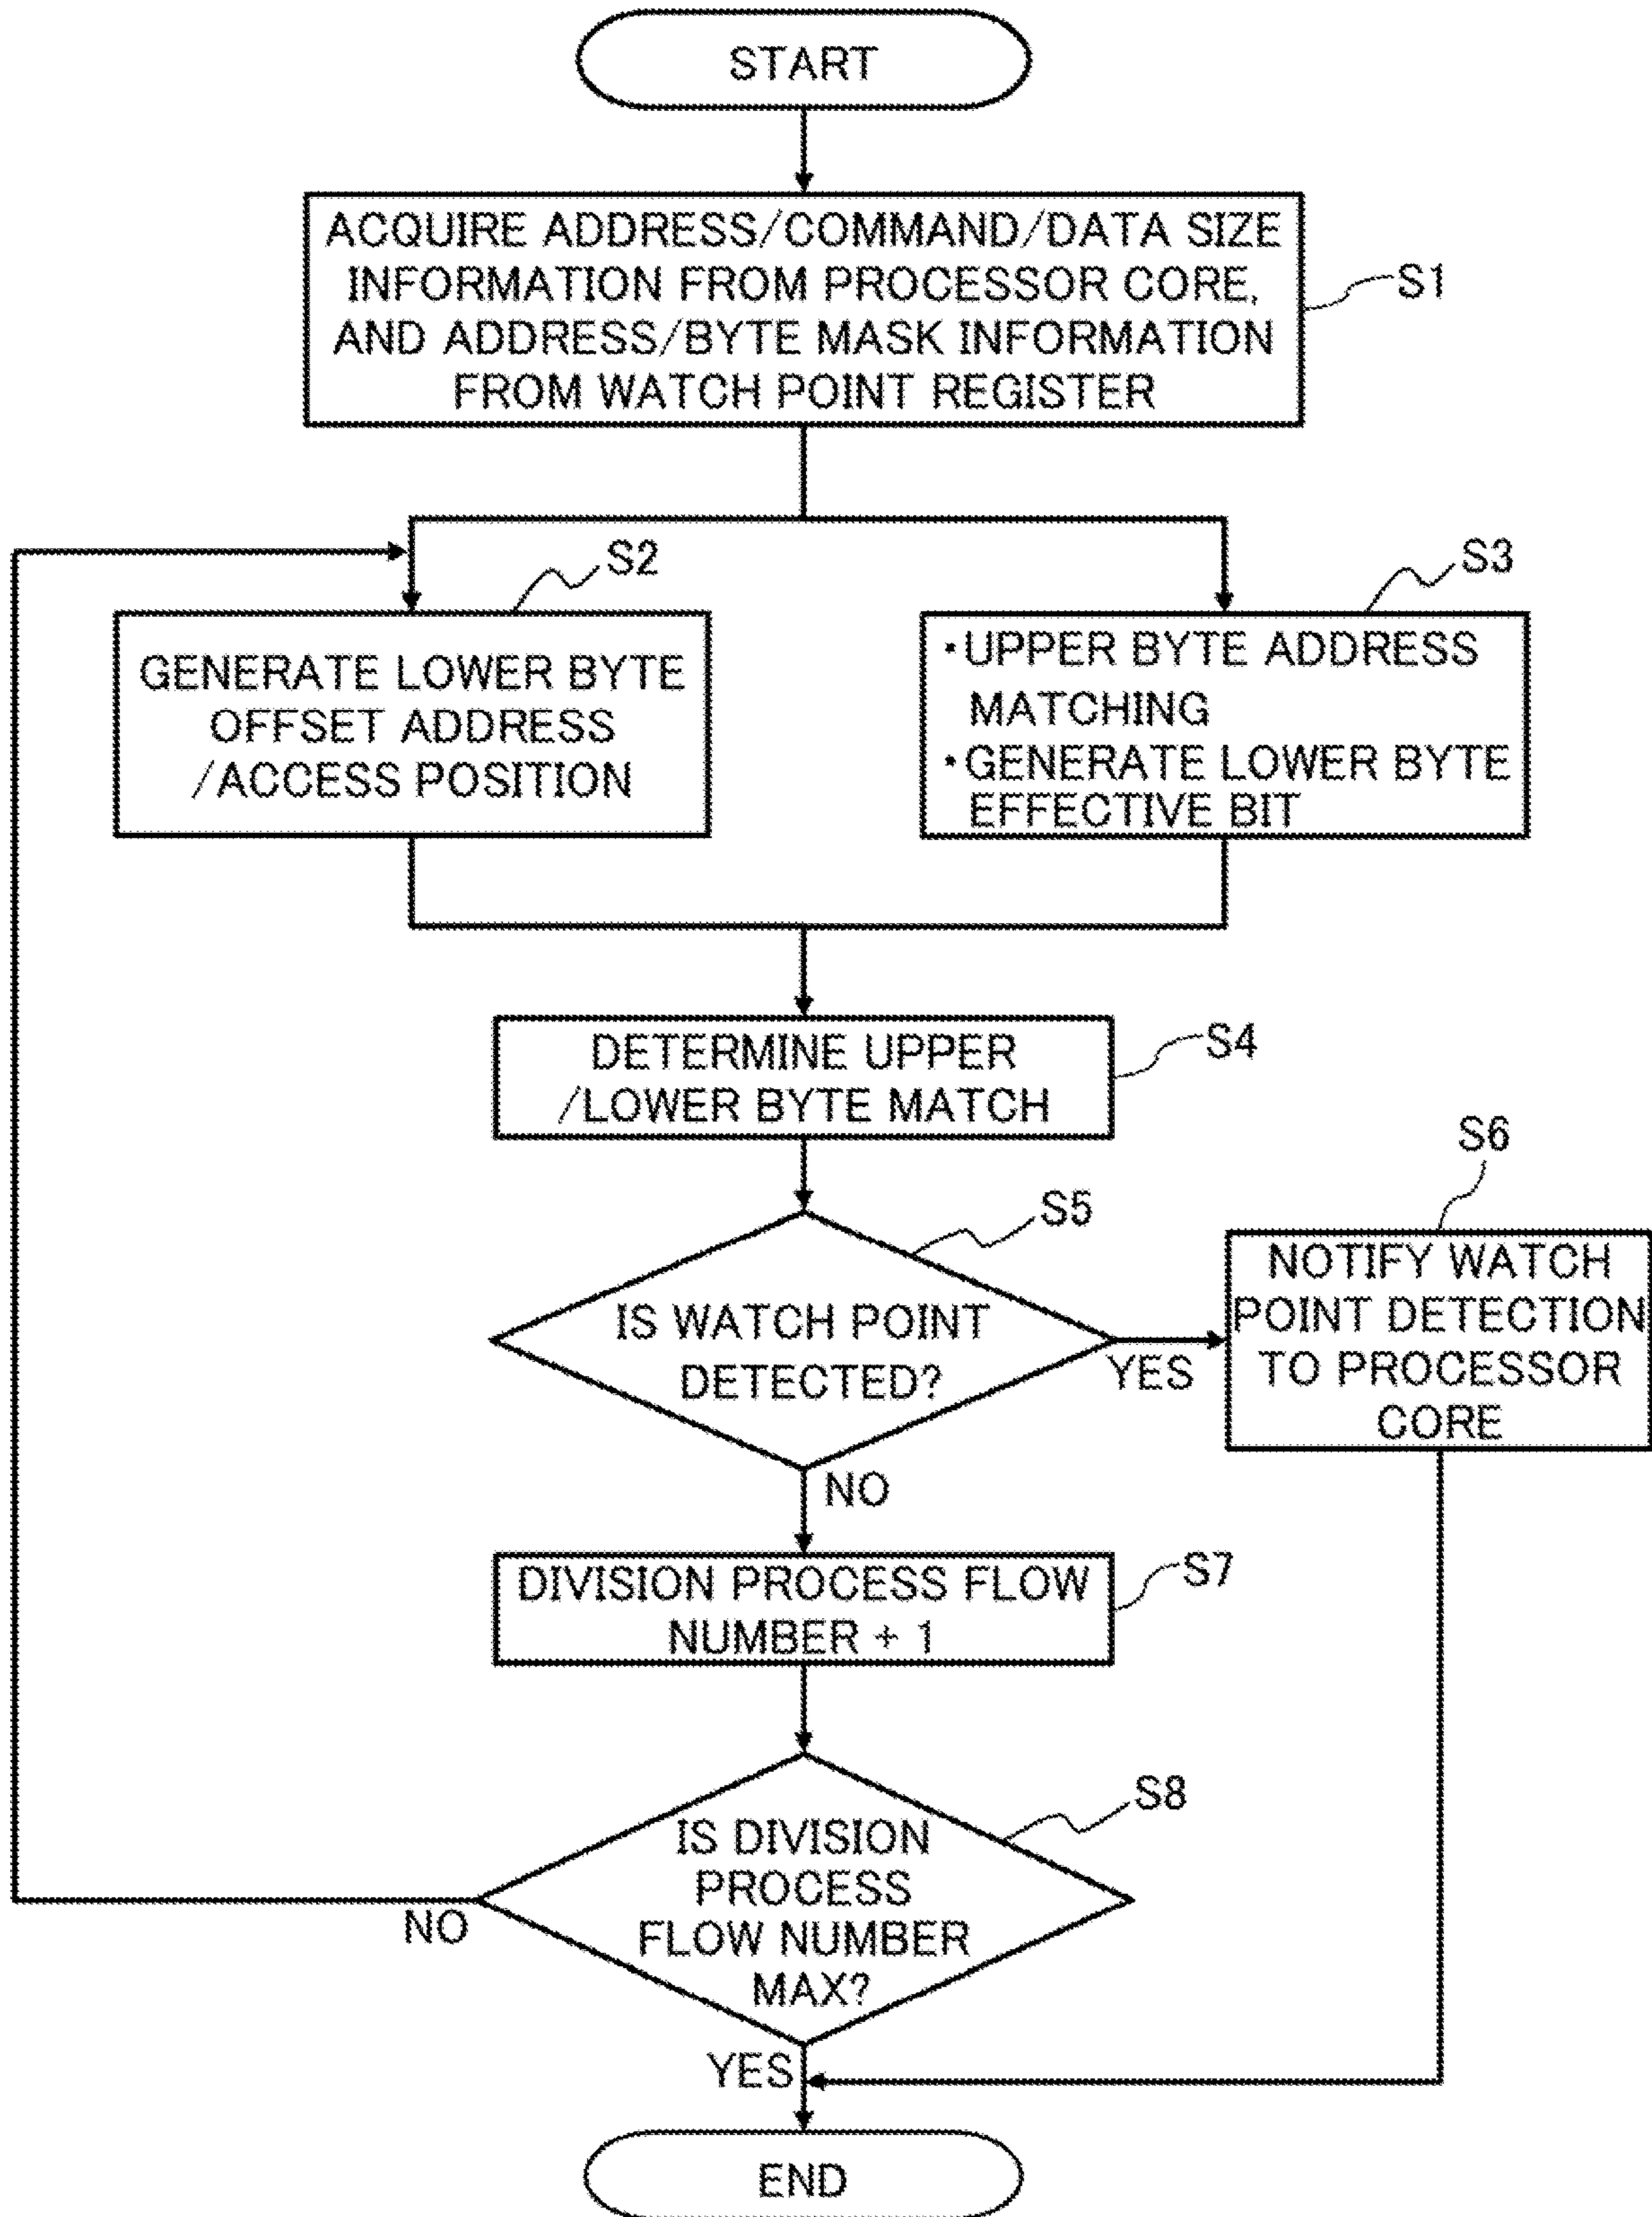 START
ACQUIRE ADDRESS/COMMAND/DATA SIZE
INFORMATION FROM PROCESSOR CORE,
AND ADDRESS/BYTE MASK INFORMATION
FROM WATCH POINT REGISTER
S1
S2
GENERATE LOWER BYTE
OFFSET ADDRESS
/ACCESS POSITION
S3
・UPPER BYTE ADDRESS
MATCHING
・GENERATE LOWER BYTE
EFFECTIVE BIT
DETERMINE UPPER
/LOWER BYTE MATCH
S4
S5
IS WATCH POINT
DETECTED?
YES
NO
S6
NOTIFY WATCH
POINT DETECTION
TO PROCESSOR
CORE
DIVISION PROCESS FLOW
NUMBER + 1
S7
S8
IS DIVISION
PROCESS
FLOW NUMBER
MAX?
NO
YES
END